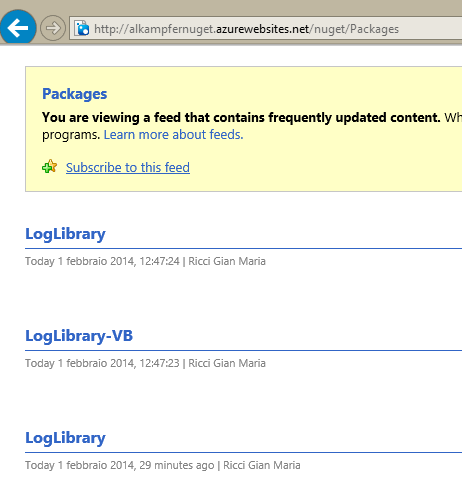 http://alkampfernuget.azurewebsites.net/nuget/Packages
Packages
You are viewing a feed that contains frequently updated content. Wh
programs. Learn more about feeds.
Subscribe to this feed
LogLibrary
Today 1 febbraio 2014, 12:47:24 | Ricci Gian Maria
LogLibrary-VB
Today 1 febbraio 2014, 12:47:23 | Ricci Gian Maria
LogLibrary
Today 1 febbraio 2014, 29 minutes ago | Ricci Gian Maria